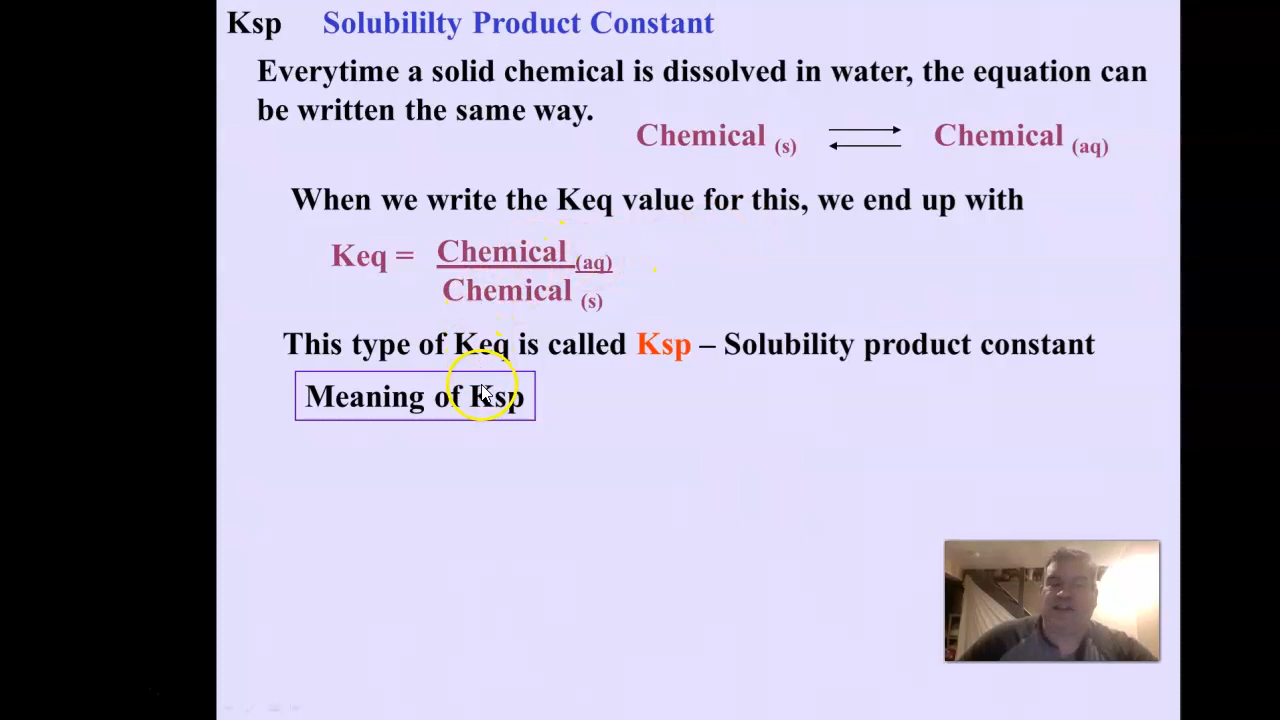 Ksp Solubililty Product Constant
Everytime a solid chemical is dissolved in water, the equation can
be written the same way.
Chemical (s) Chemical (aq)
When we write the Keq value for this, we end up with
Keq = Chemical (aq)
Chemical (s)
This type of Keq is called Ksp – Solubility product constant
Meaning of Ksp